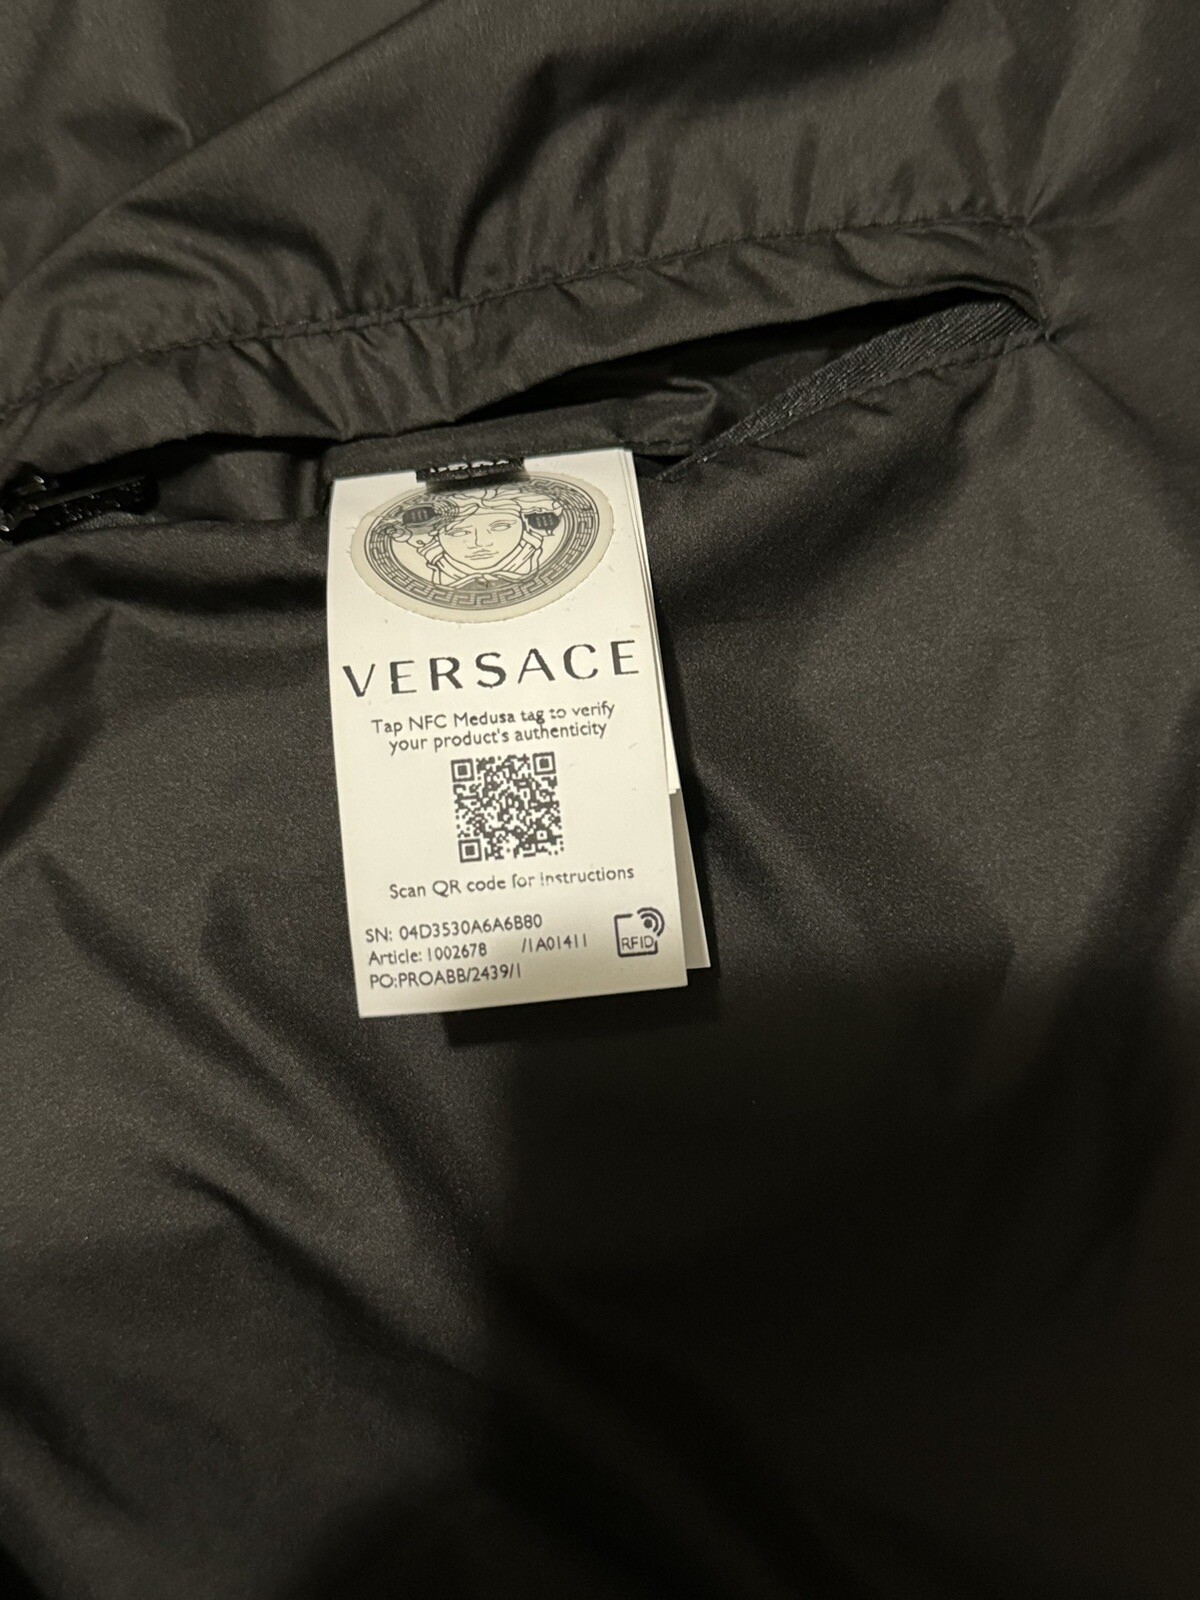 VERSACE
Tap NFC Medusa tag to verify
your product's authenticity
Scan QR code for instructions
SN: 04D3530A6A6B80
Article: 1002678 /1A01411
PO:PROABB/2439/1
RFID